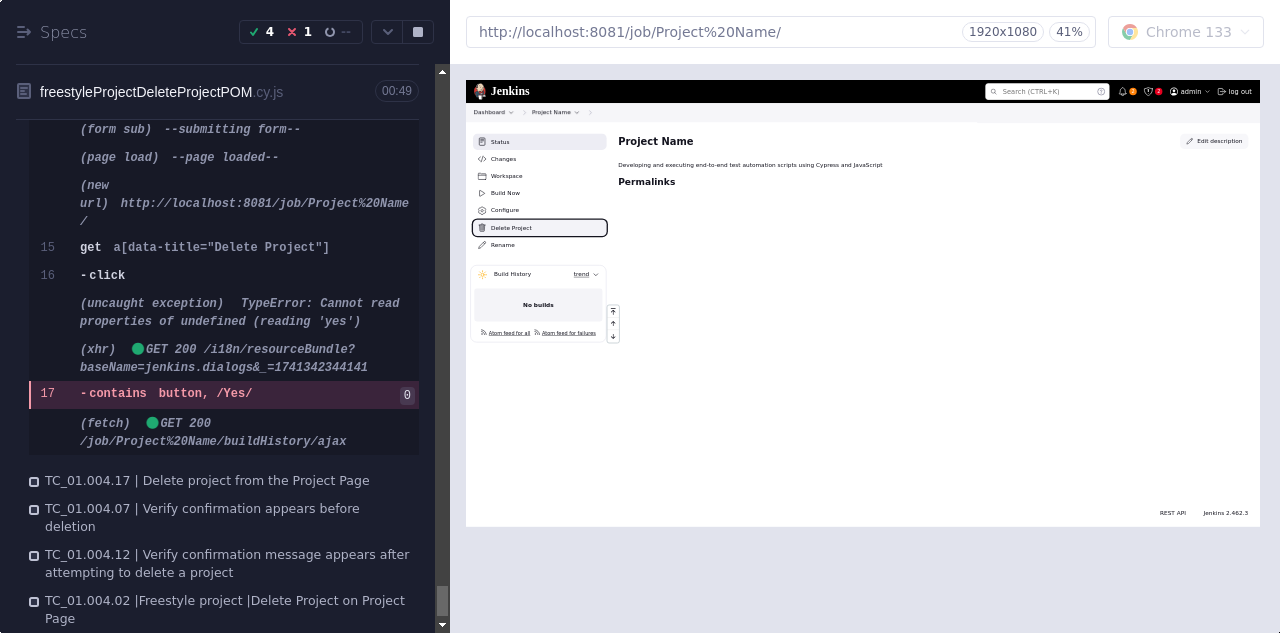 Specs
4
1
--
freestyleProjectDeleteProjectPOM.cy.js
00:49
(form sub) --submitting form--
(page load) --page loaded--
(new
url) http://localhost:8081/job/Project%20Name
/
15 get a[data-title="Delete Project"]
16 -click
(uncaught exception) TypeError: Cannot read
properties of undefined (reading 'yes')
(xhr) GET 200 /i18n/resourceBundle?
baseName=jenkins.dialogs&_=1741342344141
17 -contains button, /Yes/ 0
(fetch) GET 200
/job/Project%20Name/buildHistory/ajax
TC_01.004.17 | Delete project from the Project Page
TC_01.004.07 | Verify confirmation appears before
deletion
TC_01.004.12 | Verify confirmation message appears after
attempting to delete a project
TC_01.004.02 |Freestyle project |Delete Project on Project
Page
http://localhost:8081/job/Project%20Name/
1920x1080
41%
Chrome 133
Jenkins
Search (CTRL+K)
2
2
admin
log out
Dashboard
Project Name
Status
Changes
Workspace
Build Now
Configure
Delete Project
Rename
Project Name
Edit description
Developing and executing end-to-end test automation scripts using Cypress and JavaScript
Permalinks
Build History
trend
No builds
Atom feed for all
Atom feed for failures
REST API
Jenkins 2.462.3